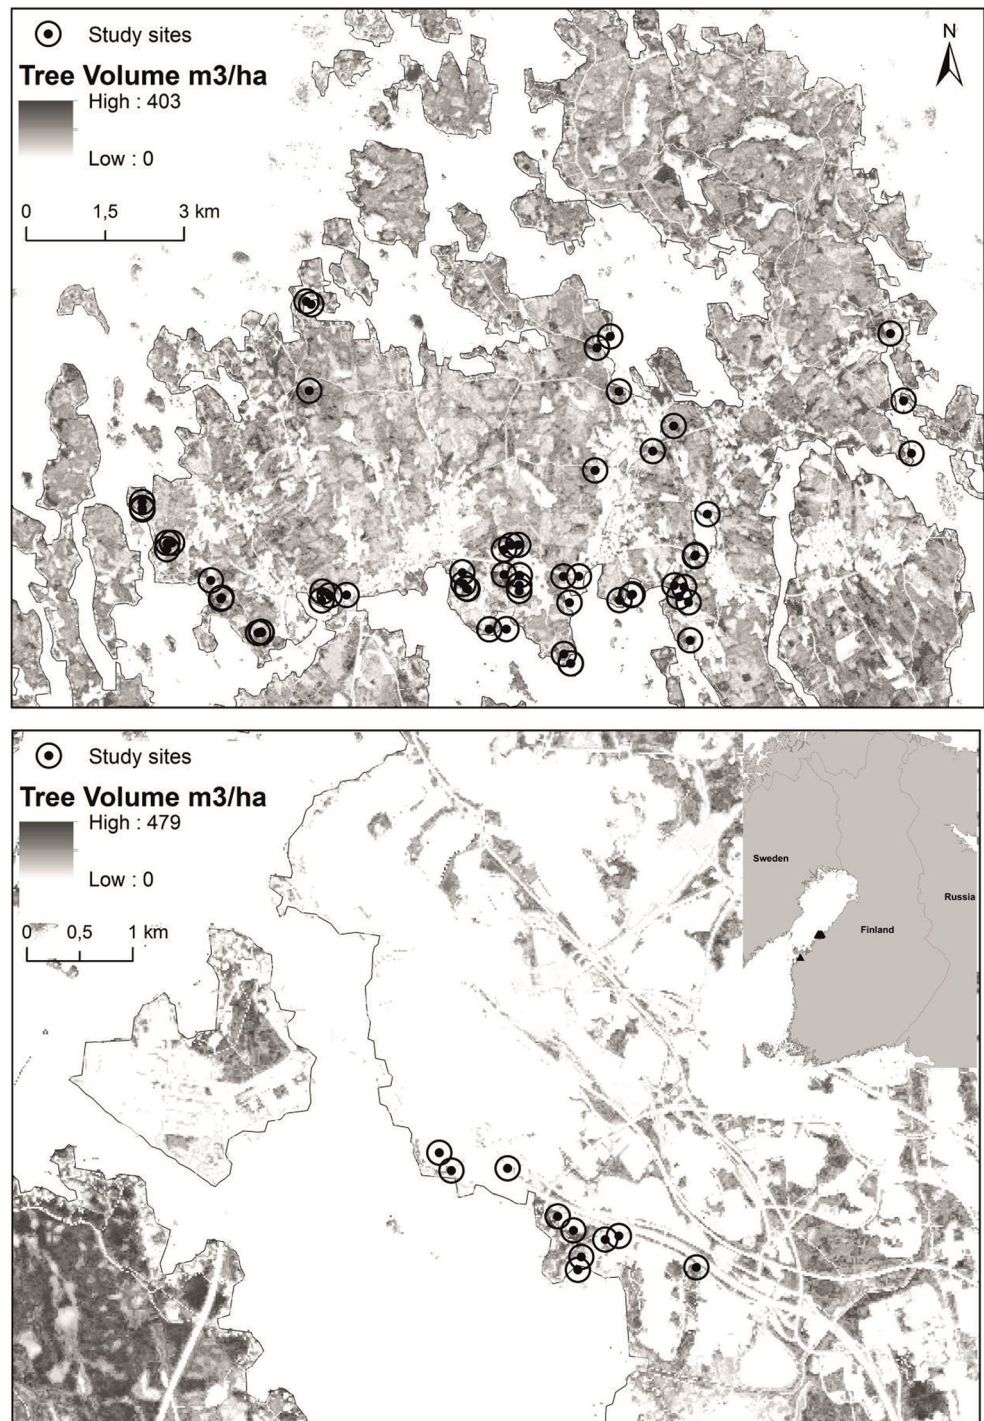 Study sites
N
Tree Volume m3/ha
High : 403
Low : 0
0 1,5 3 km
Study sites
Tree Volume m3/ha
High : 479
Low : 0
0 0,5 1 km
Sweden
Russia
Finland